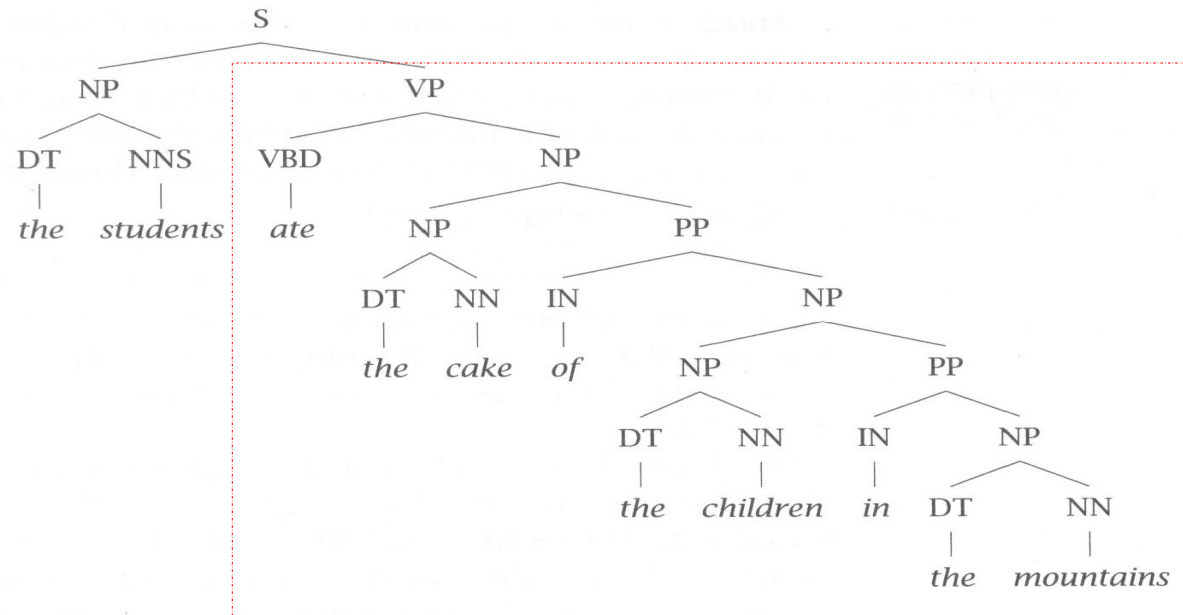 S
NP VP
DT NNS VBD NP
the students ate NP PP
DT NN IN NP
the cake of NP PP
DT NN IN NP
the children in DT NN
the mountains